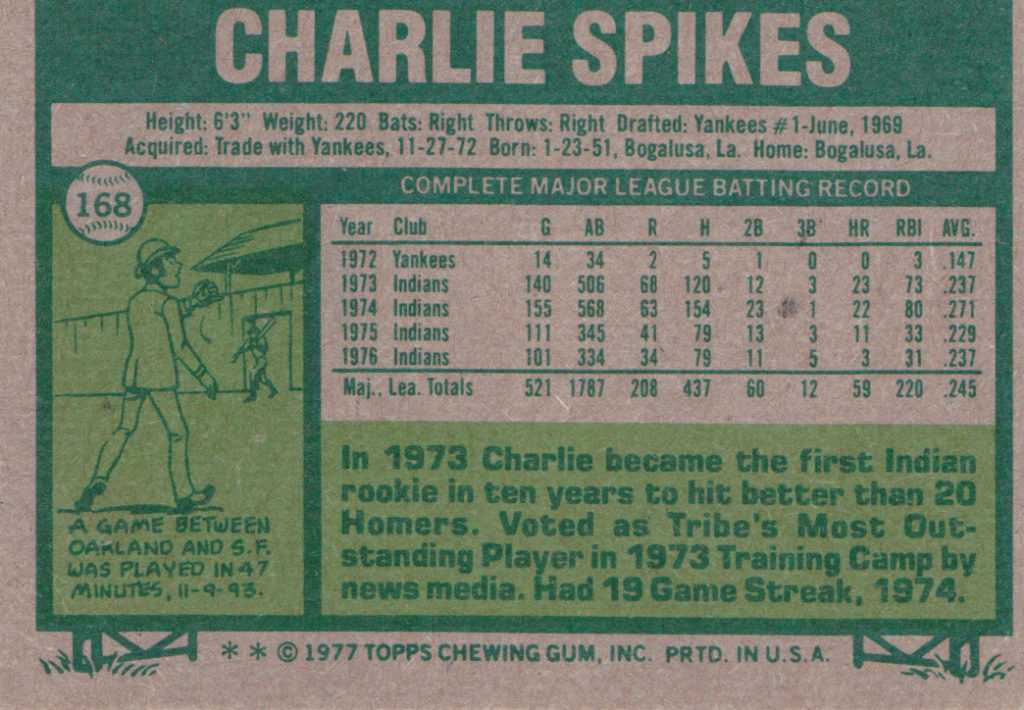 CHARLIE SPIKES
Height: 6'3" Weight: 220 Bats: Right Throws: Right Drafted: Yankees #1-June, 1969
Acquired: Trade with Yankees, 11-27-72 Born: 1-23-51, Bogalusa, La. Home: Bogalusa, La.
168
COMPLETE MAJOR LEAGUE BATTING RECORD
Year Club G AB R H 2B 3B HR RBI AVG.
1972 Yankees 14 34 2 5 1 0 0 3 .147
1973 Indians 140 506 68 120 12 3 23 73 .237
1974 Indians 155 568 63 154 23 1 22 80 .271
1975 Indians 111 345 41 79 13 3 11 33 .229
1976 Indians 101 334 34 79 11 5 3 31 .237
Maj., Lea. Totals 521 1787 208 437 60 12 59 220 .245
A GAME BETWEEN
OAKLAND AND S.F.
WAS PLAYED IN 47
MINUTES, 11-9-93.
In 1973 Charlie became the first Indian
rookie in ten years to hit better than 20
Homers. Voted as Tribe's Most Out-
standing Player in 1973 Training Camp by
news media. Had 19 Game Streak, 1974.
* * © 1977 TOPPS CHEWING GUM, INC. PRTD. IN U.S.A.